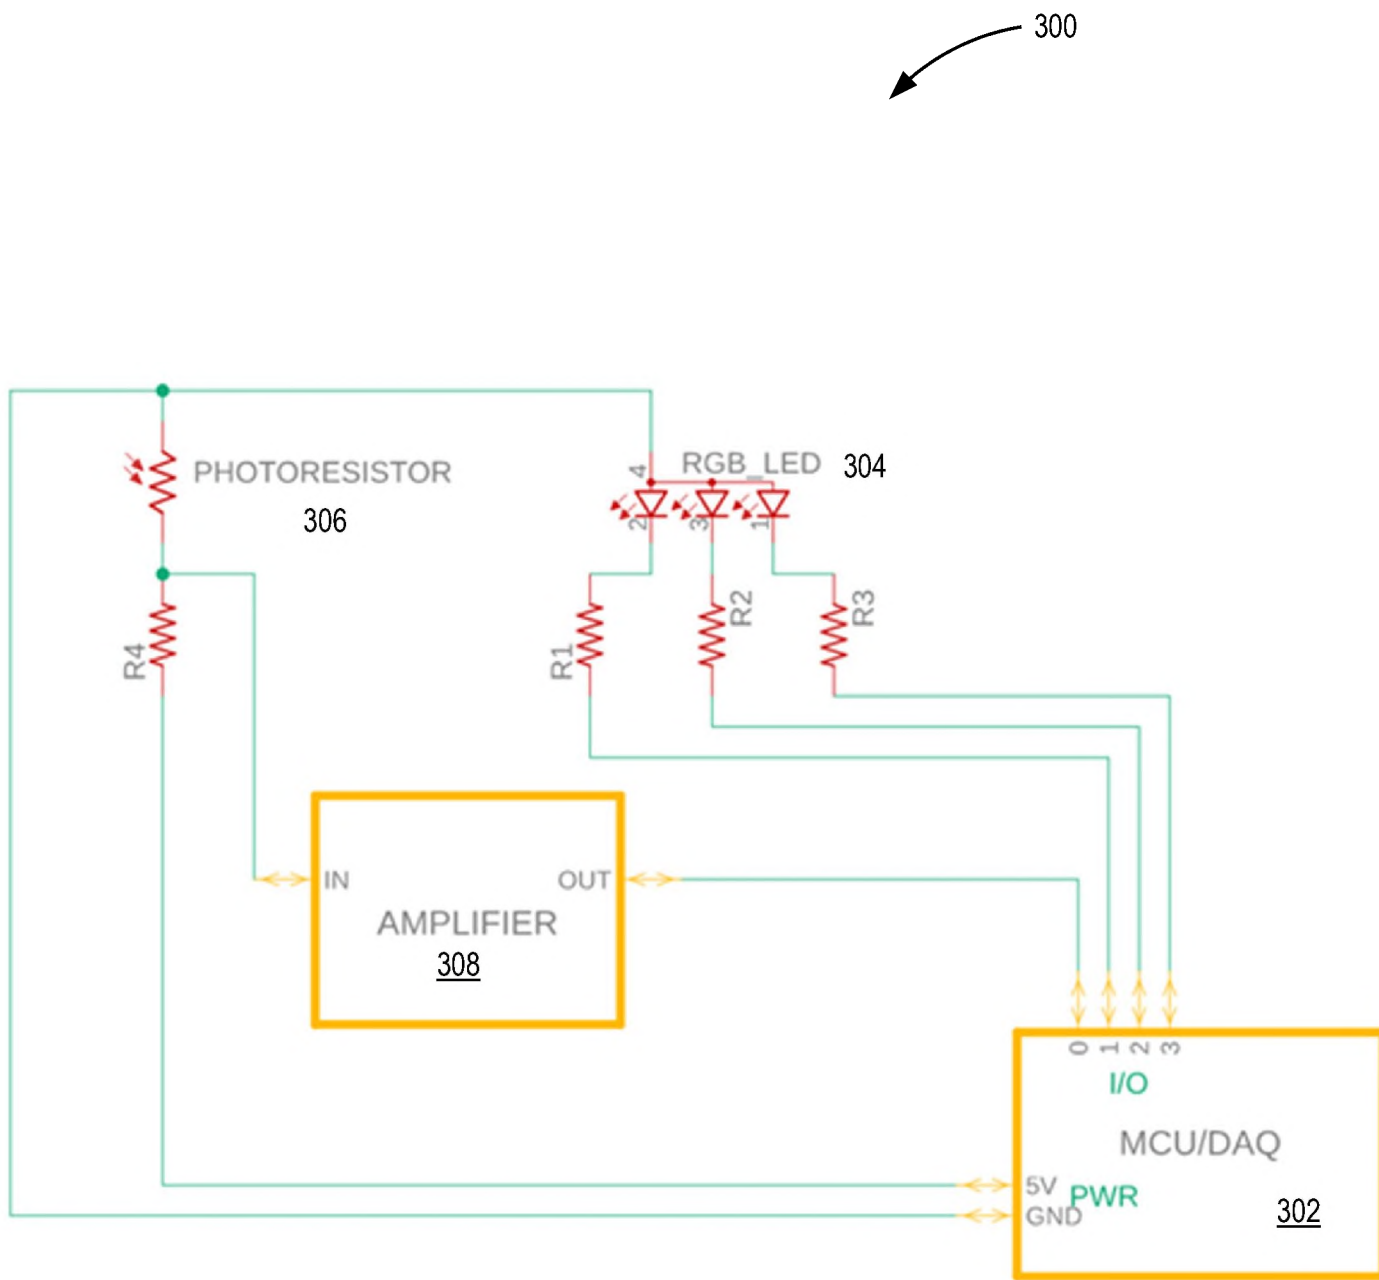 300
PHOTORESISTOR
306
RGB_LED 304
4
2
3
1
R4
R1
R2
R3
IN
OUT
AMPLIFIER
308
0
1
2
3
I/O
MCU/DAQ
5V
PWR
GND
302